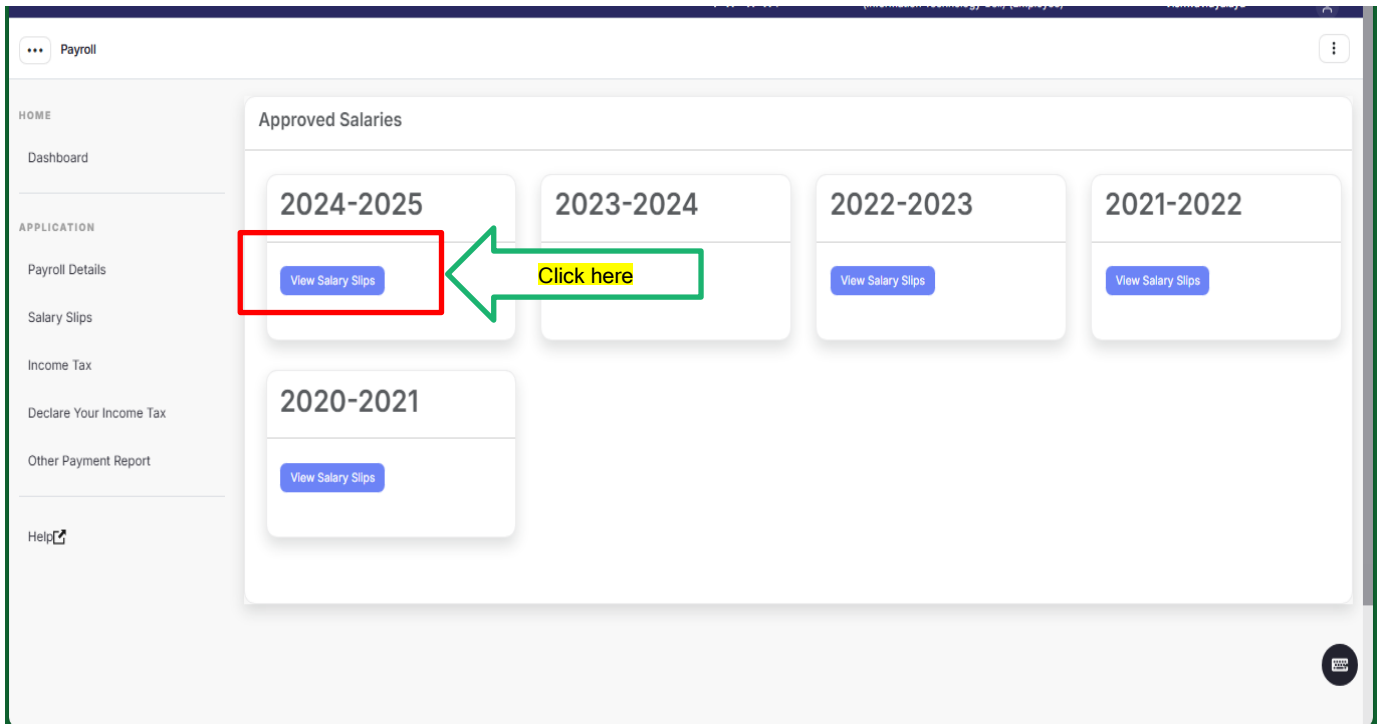 Payroll
HOME
Dashboard
APPLICATION
Payroll Details
Salary Slips
Income Tax
Declare Your Income Tax
Other Payment Report
Help
Approved Salaries
2024-2025
View Salary Slips
Click here
2023-2024
2022-2023
View Salary Slips
2021-2022
View Salary Slips
2020-2021
View Salary Slips